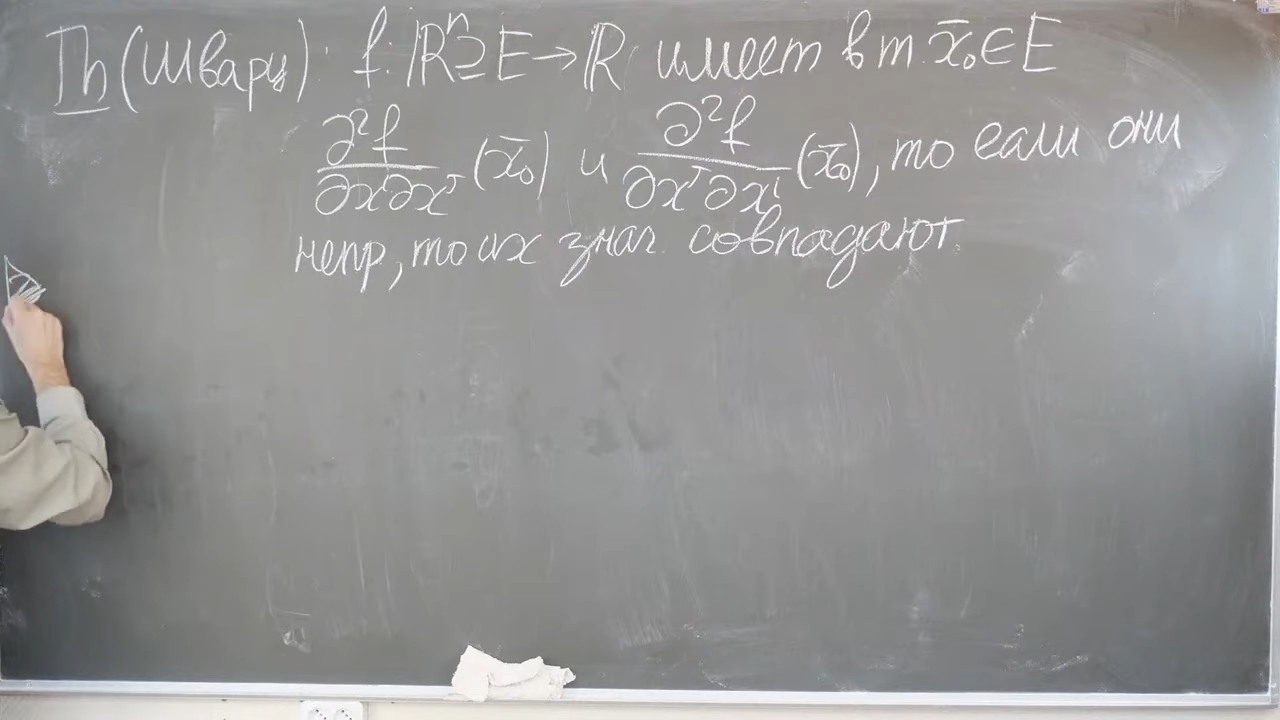 Th (Шварц): f: ℝⁿ ⊇ E → ℝ имеет в т. x̄₀ ∈ E
∂²f/∂xⁱ∂xʲ (x̄₀) и ∂²f/∂xʲ∂xⁱ (x̄₀), то если они
непр, то их знач. совпадают.